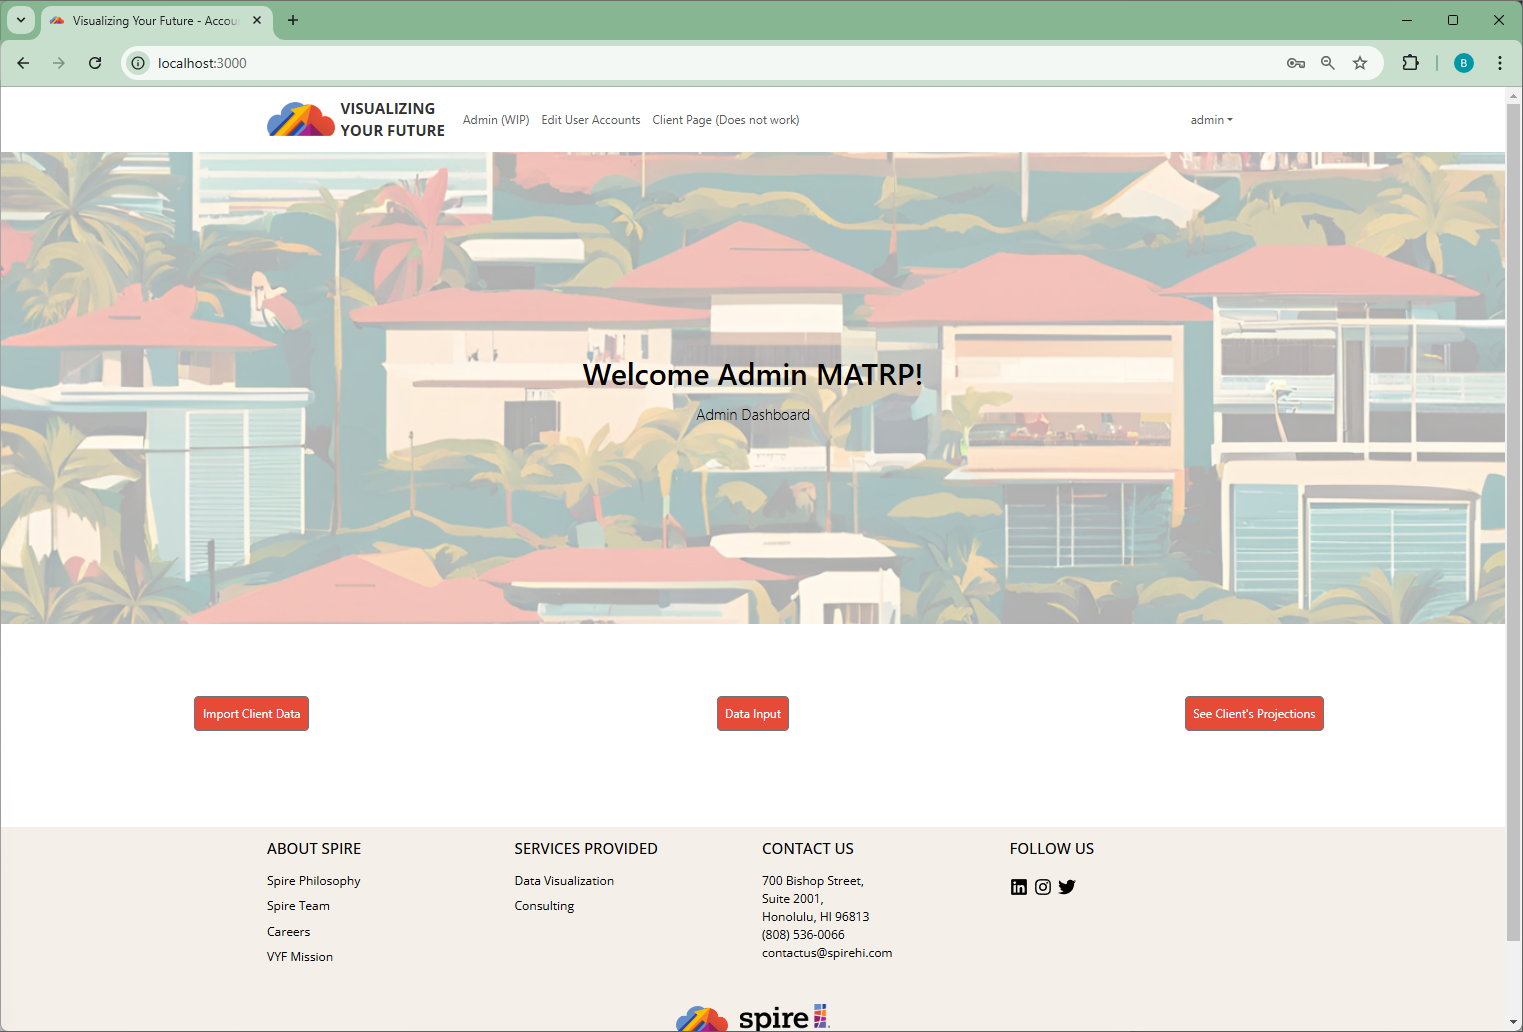 Visualizing Your Future - Accou
localhost:3000
B
VISUALIZING
YOUR FUTURE
Admin (WIP)
Edit User Accounts
Client Page (Does not work)
admin
Welcome Admin MATRP!
Admin Dashboard
Import Client Data
Data Input
See Client's Projections
ABOUT SPIRE
Spire Philosophy
Spire Team
Careers
VYF Mission
SERVICES PROVIDED
Data Visualization
Consulting
CONTACT US
700 Bishop Street,
Suite 2001,
Honolulu, HI 96813
(808) 536-0066
contactus@spirehi.com
FOLLOW US
in
spire